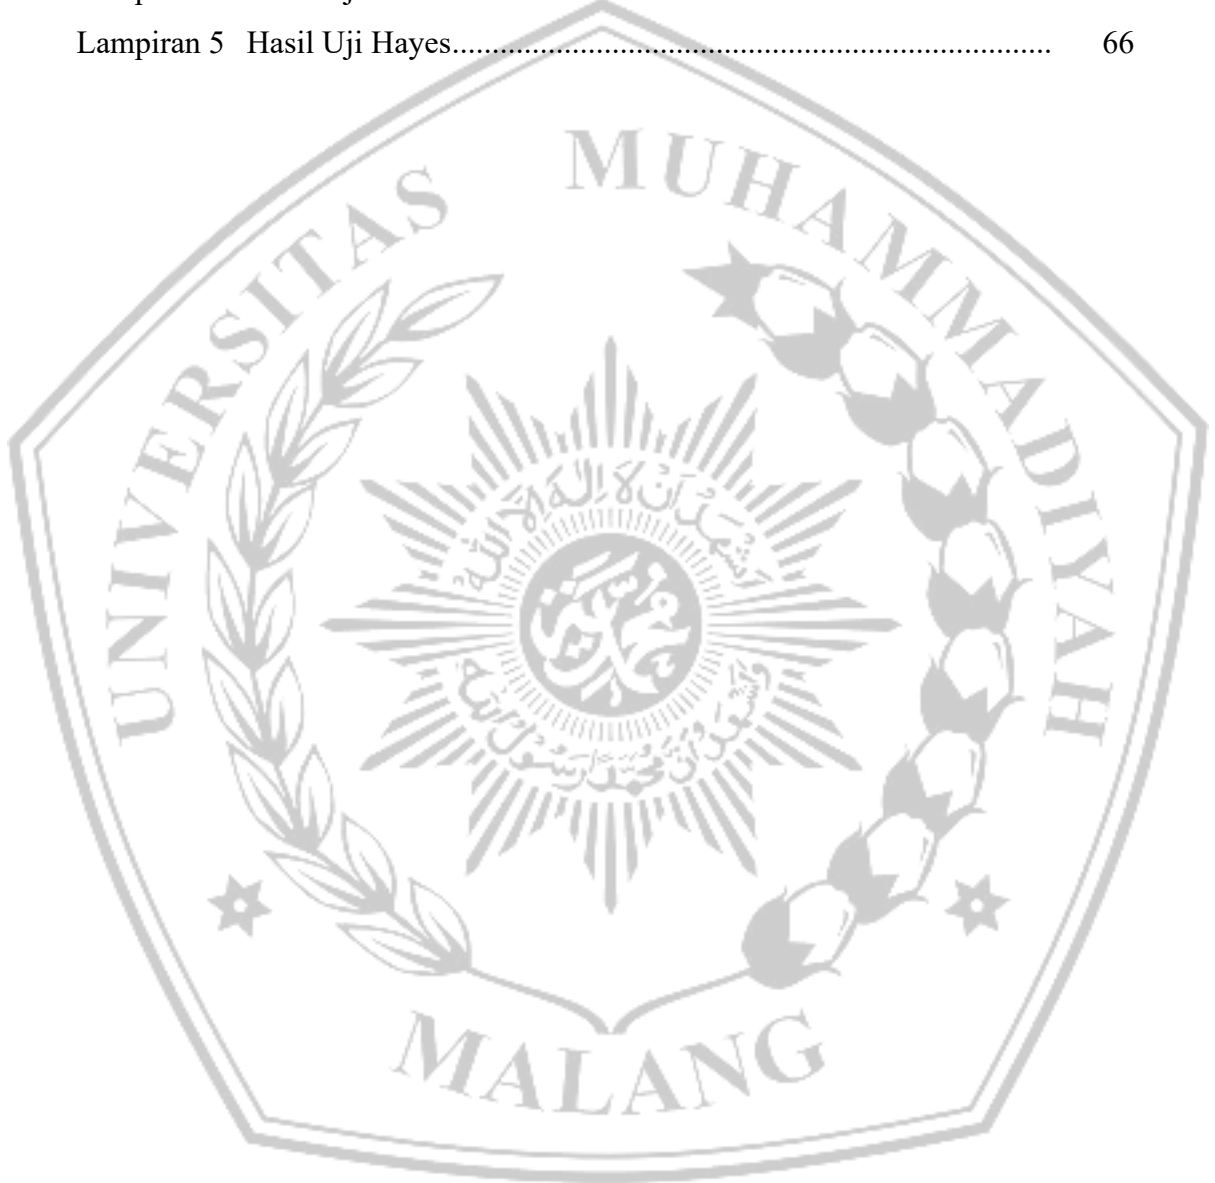 Lampiran 5 Hasil Uji Hayes............................................................................ 66
UNIVERSITAS MUHAMMADIYAH
MALANG